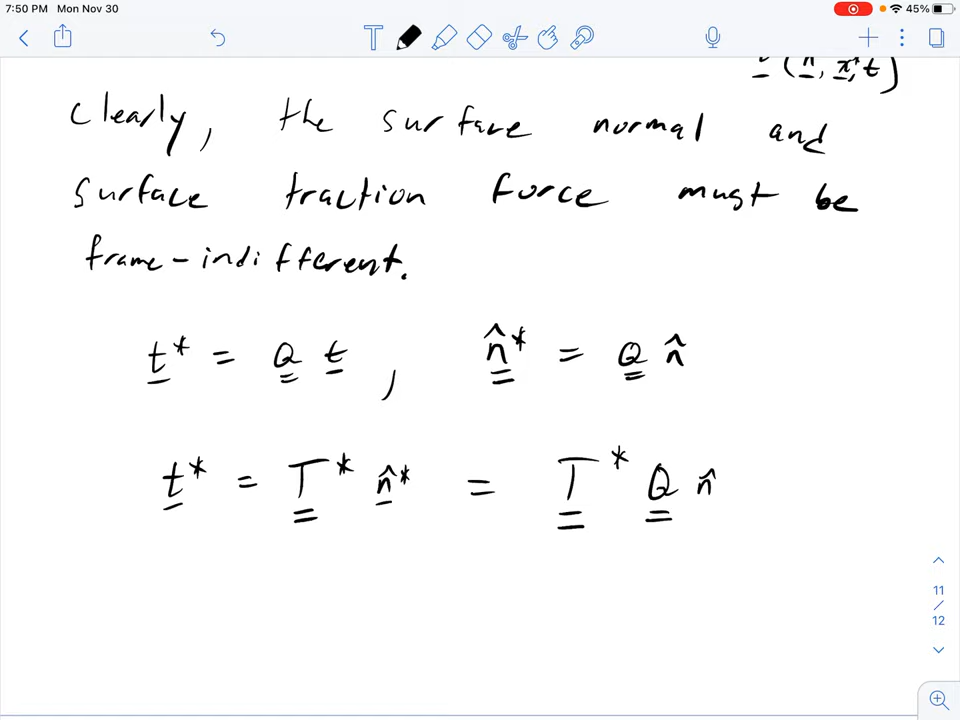 7:50 PM Mon Nov 30 45%
T
(n, x*, t)
Clearly, the surface normal and
surface traction force must be
frame-indifferent.
t* = Q t, n̂* = Q n̂
t* = T* n̂* = T* Q n̂
11
/
12